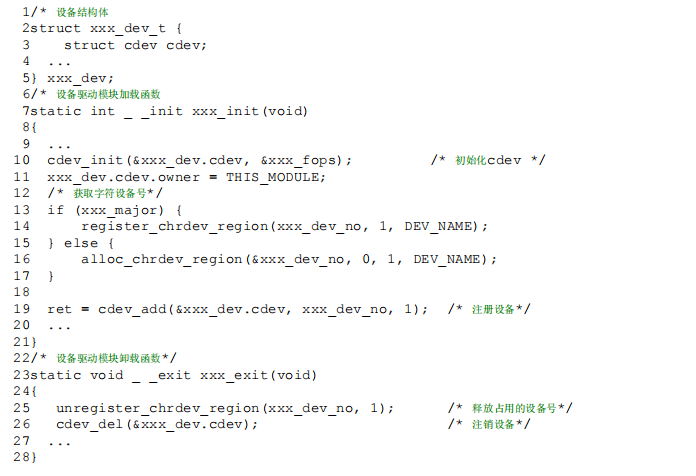 1/* 设备结构体
2struct xxx_dev_t {
3    struct cdev cdev;
4  ...
5} xxx_dev;
6/* 设备驱动模块加载函数
7static int _ _init xxx_init(void)
8{
9  ...
10  cdev_init(&xxx_dev.cdev, &xxx_fops);         /* 初始化cdev */
11  xxx_dev.cdev.owner = THIS_MODULE;
12  /* 获取字符设备号*/
13  if (xxx_major) {
14      register_chrdev_region(xxx_dev_no, 1, DEV_NAME);
15  } else {
16      alloc_chrdev_region(&xxx_dev_no, 0, 1, DEV_NAME);
17  }
18
19  ret = cdev_add(&xxx_dev.cdev, xxx_dev_no, 1);  /* 注册设备*/
20  ...
21}
22/* 设备驱动模块卸载函数*/
23static void _ _exit xxx_exit(void)
24{
25   unregister_chrdev_region(xxx_dev_no, 1);      /* 释放占用的设备号*/
26   cdev_del(&xxx_dev.cdev);                      /* 注销设备*/
27  ...
28}